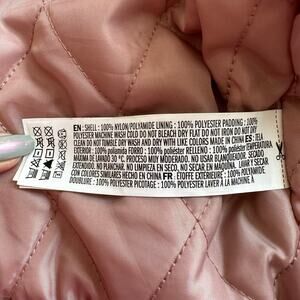 EN : SHELL : 100% NYLON/POLYAMIDE LINING : 100% POLYESTER PADDING : 100%
POLYESTER MACHINE WASH COLD DO NOT BLEACH DRY FLAT DO NOT IRON DO NOT DRY
CLEAN DO NOT TUMBLE DRY WASH AND DRY WITH LIKE COLORS MADE IN CHINA ES : TELA
EXTERIOR : 100% poliamida FORRO : 100% poliéster RELLENO : 100% poliéster TEMPERATURA
MÁXIMA DE LAVADO 30 °C. PROCESO MUY MODERADO. NO USAR BLANQUEADOR. SECADO
EXTENDIDO. NO PLANCHAR. NO LIMPIAR EN SECO. NO SECAR EN MÁQUINA. LAVAR Y SECAR
CON COLORES SIMILARES HECHO EN CHINA FR : ÉTOFFE EXTÉRIEURE : 100% POLYAMIDE
DOUBLURE : 100% POLYESTER PICOTAGE : 100% POLYESTER LAVER À LA MACHINE À